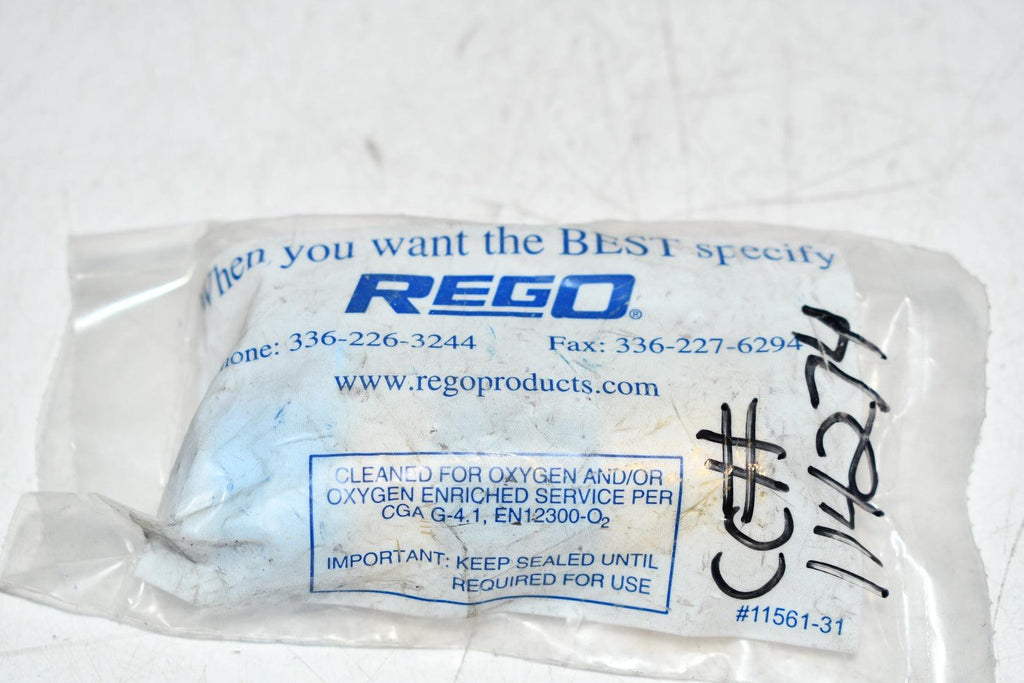 When you want the BEST specify
REGO®
Phone: 336-226-3244 Fax: 336-227-6294
www.regoproducts.com
CLEANED FOR OXYGEN AND/OR
OXYGEN ENRICHED SERVICE PER
CGA G-4.1, EN12300-O₂
IMPORTANT: KEEP SEALED UNTIL
REQUIRED FOR USE
#11561-31
CC#
114274